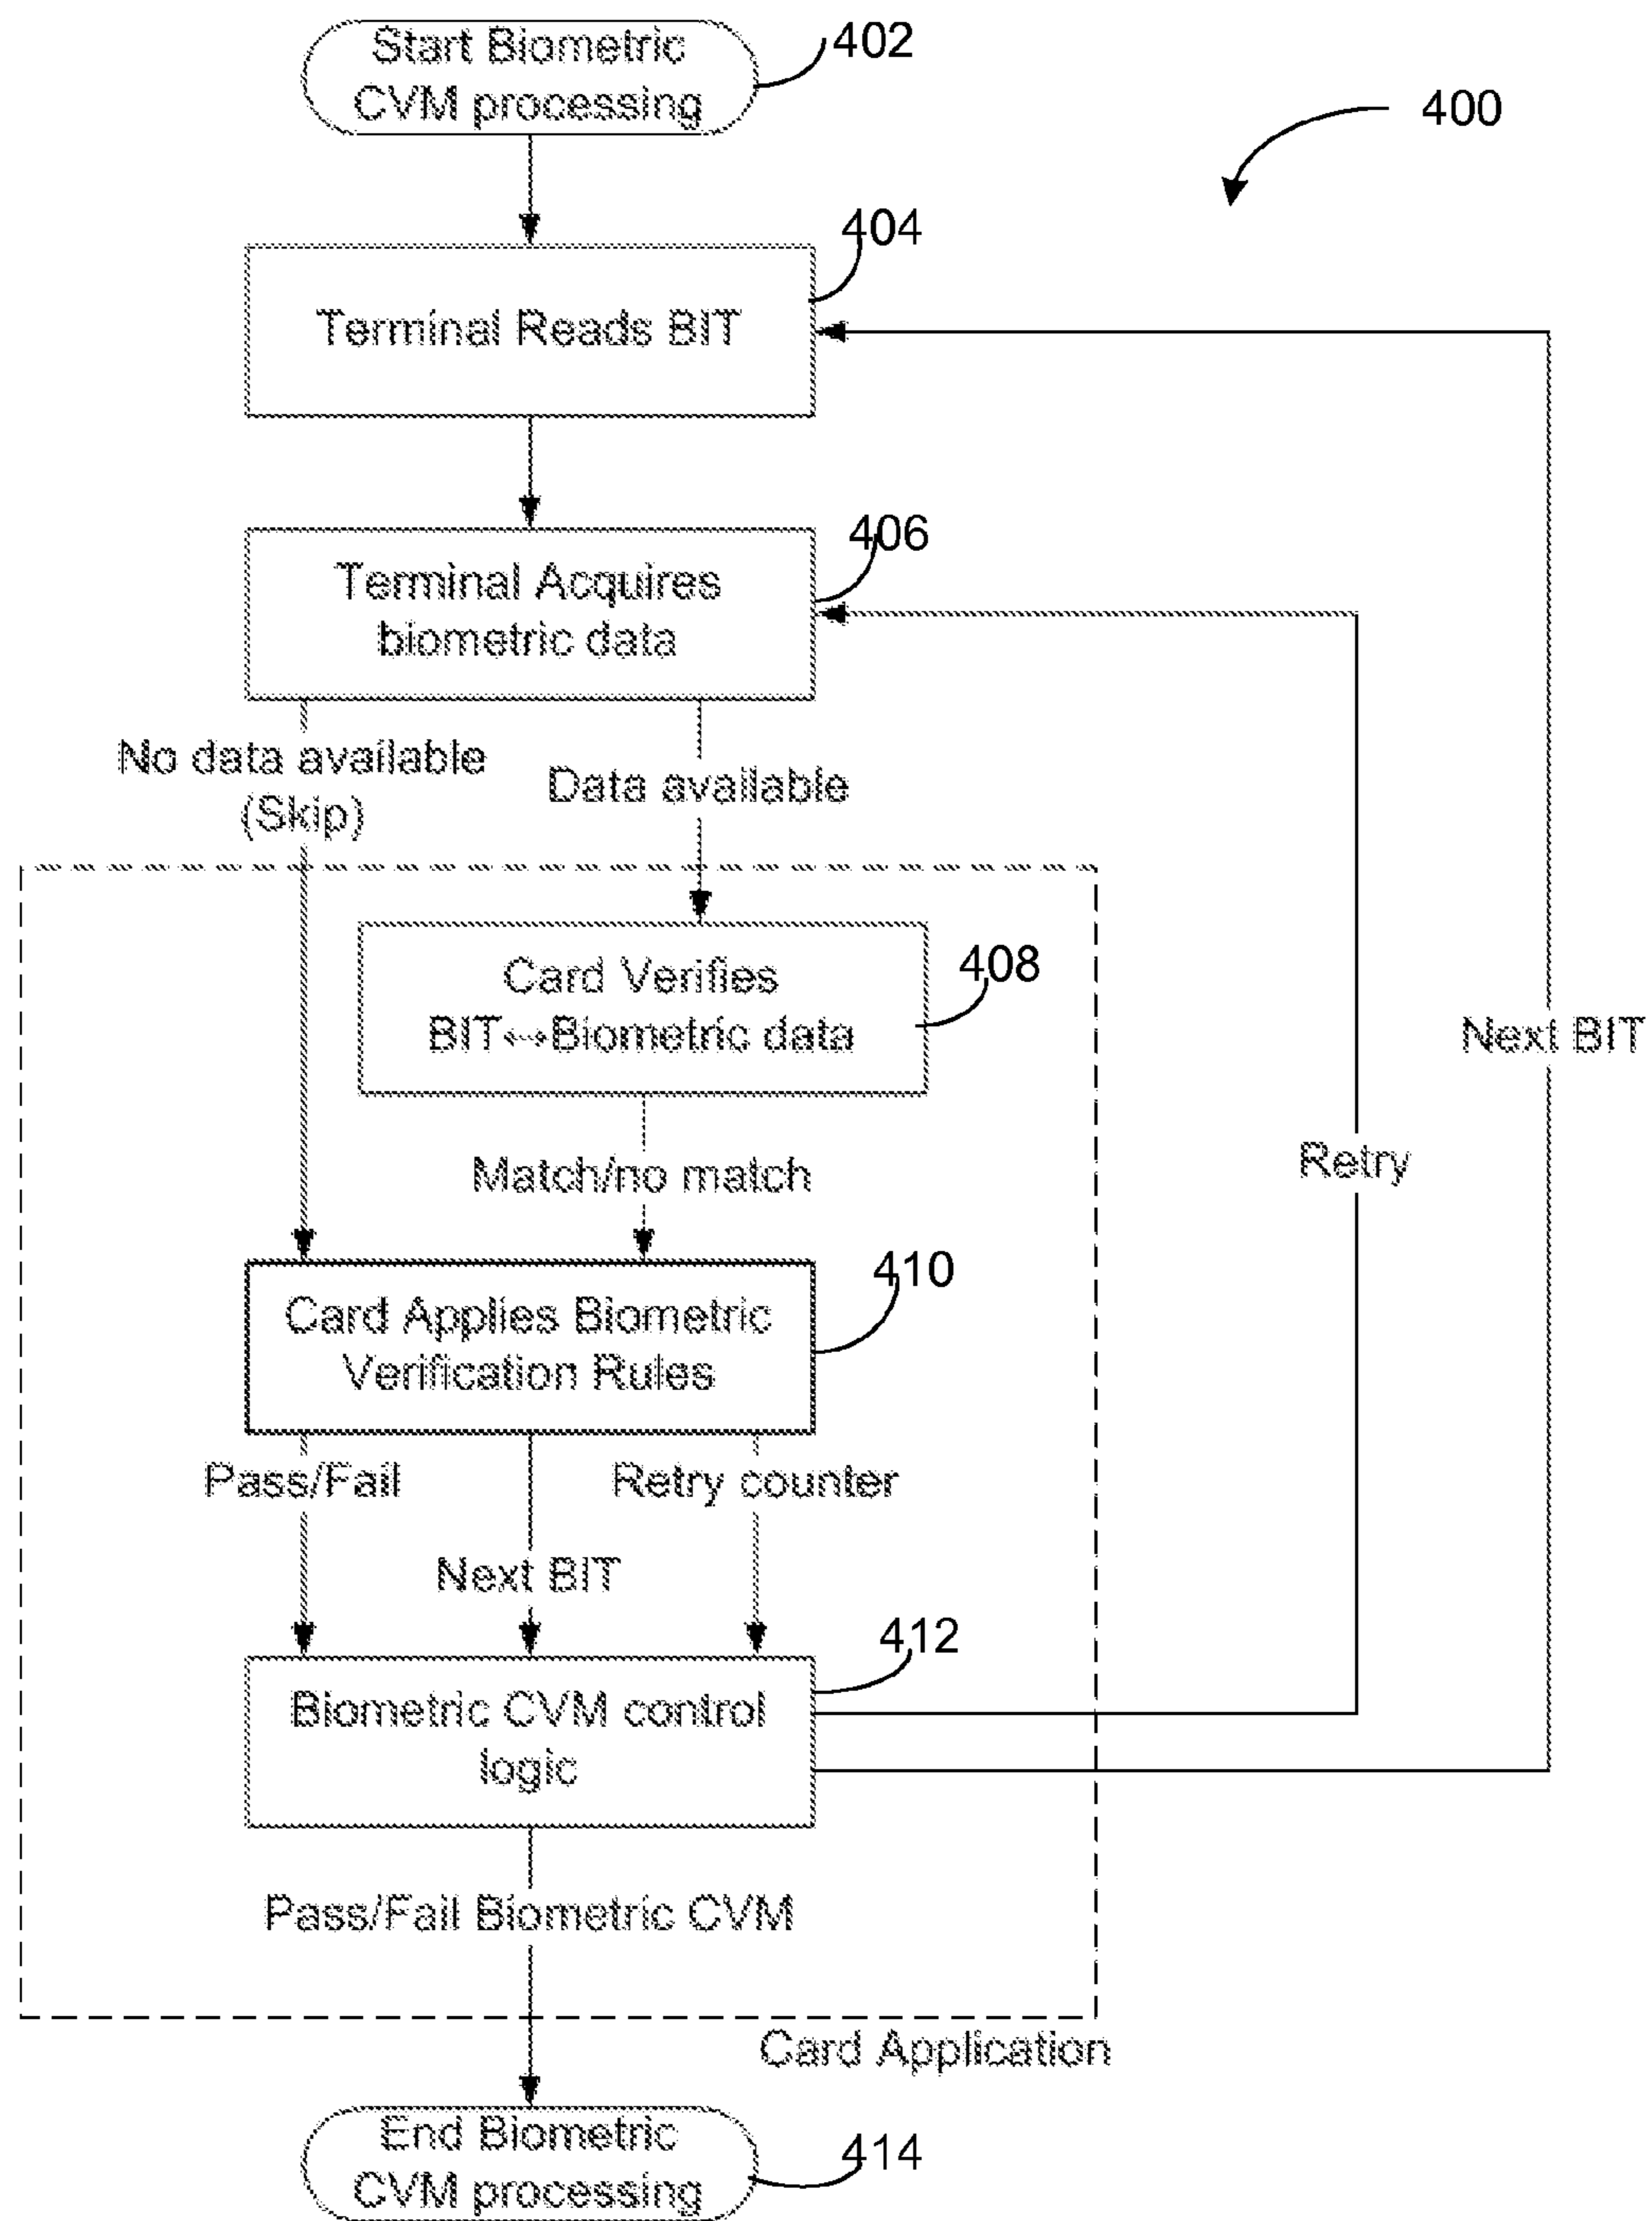 Start Biometric
CVM processing
402
400
404
Terminal Reads BIT
406
Terminal Acquires
biometric data
No data available
(Skip)
Data available
Card Verifies
BIT↔Biometric data
408
Next BIT
Match/no match
Retry
410
Card Applies Biometric
Verification Rules
Pass/Fail
Retry counter
Next BIT
412
Biometric CVM control
logic
Pass/Fail Biometric CVM
Card Application
End Biometric
CVM processing
414